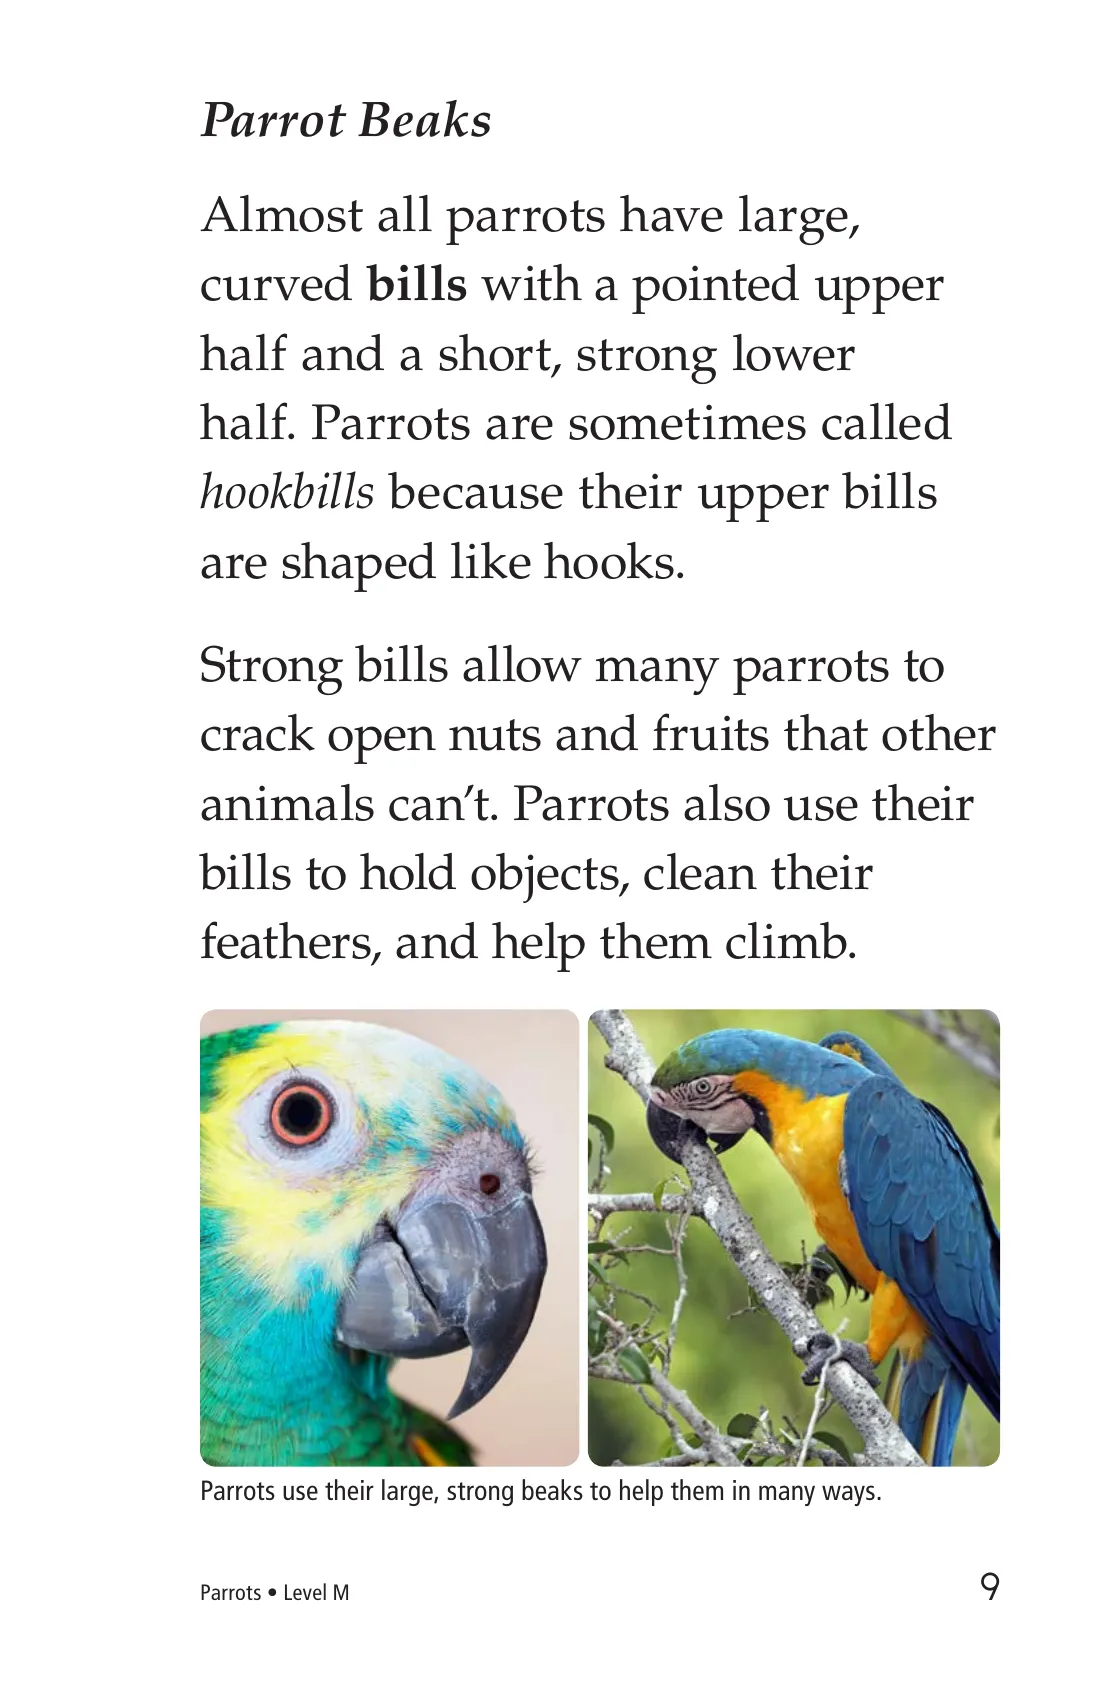 Parrot Beaks
Almost all parrots have large,
curved bills with a pointed upper
half and a short, strong lower
half. Parrots are sometimes called
hookbills because their upper bills
are shaped like hooks.
Strong bills allow many parrots to
crack open nuts and fruits that other
animals can’t. Parrots also use their
bills to hold objects, clean their
feathers, and help them climb.
Parrots use their large, strong beaks to help them in many ways.
Parrots • Level M
9